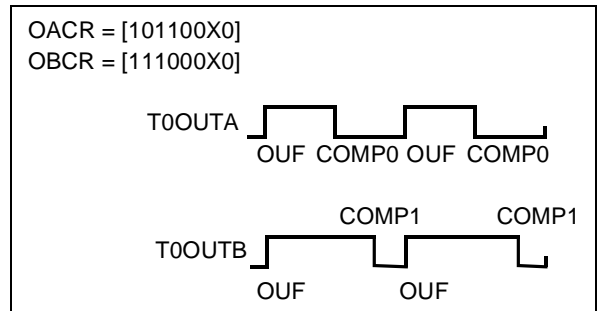 OACR = [101100X0]
OBCR = [111000X0]
T0OUTA
OUF COMP0 OUF COMP0
COMP1 COMP1
T0OUTB
OUF OUF